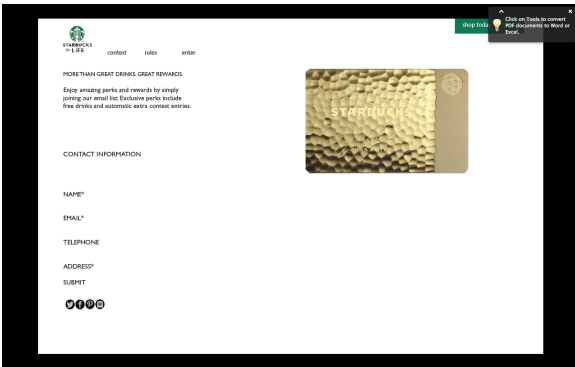 shop toda
Click on Tools to convert
PDF documents to Word or
Excel.
STARBUCKS
for LIFE
contest rules enter
MORE THAN GREAT DRINKS. GREAT REWARDS.
Enjoy amazing perks and rewards by simply
joining our email list. Exclusive perks include
free drinks and automatic extra contest entries.
STARBUCKS
CONTACT INFORMATION
NAME*
EMAIL*
TELEPHONE
ADDRESS*
SUBMIT